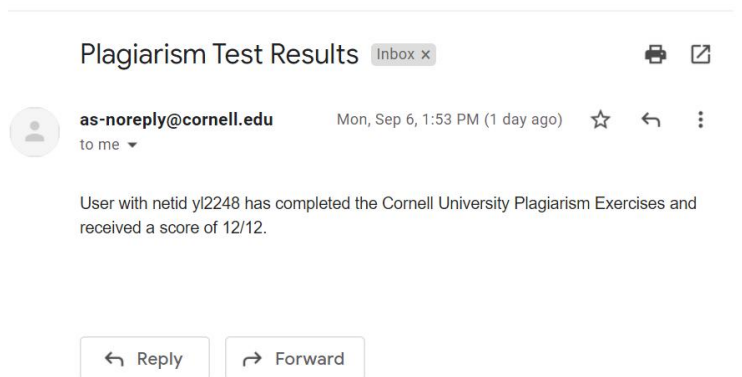 Plagiarism Test Results Inbox x
as-noreply@cornell.edu Mon, Sep 6, 1:53 PM (1 day ago)
to me
User with netid yl2248 has completed the Cornell University Plagiarism Exercises and
received a score of 12/12.
Reply Forward